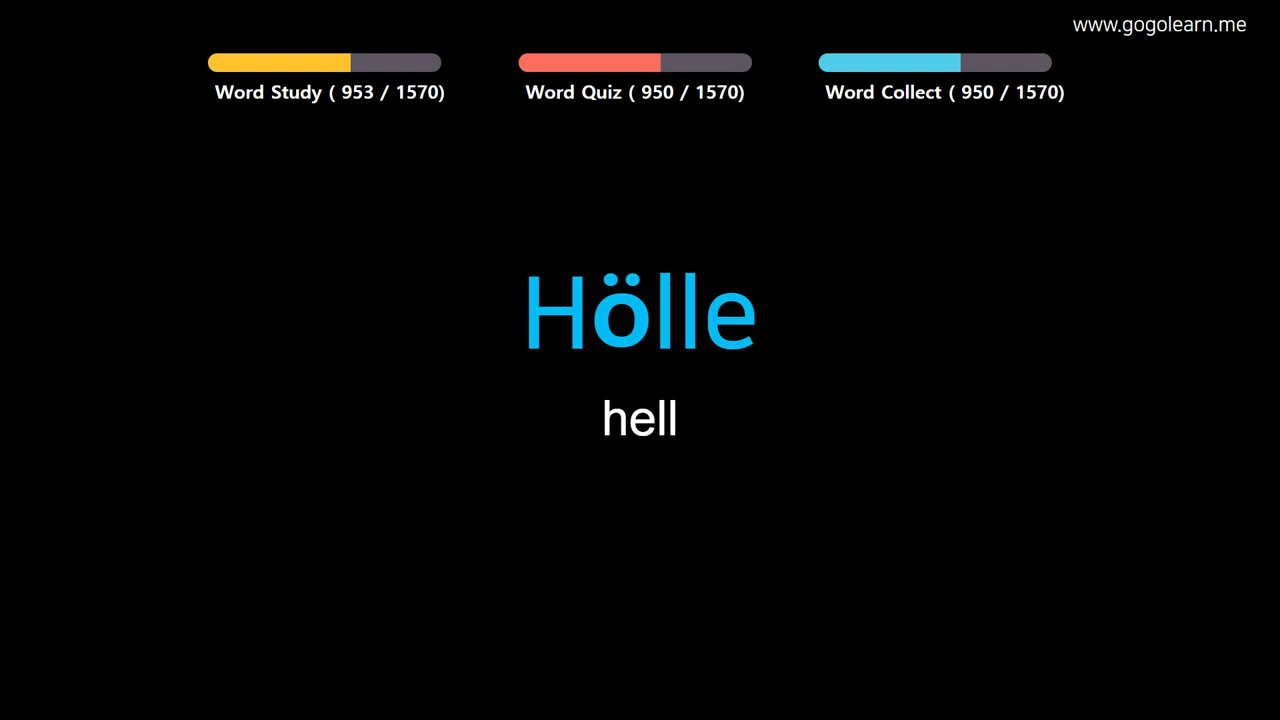 www.gogolearn.me
Word Study ( 953 / 1570)
Word Quiz ( 950 / 1570)
Word Collect ( 950 / 1570)
Hölle
hell